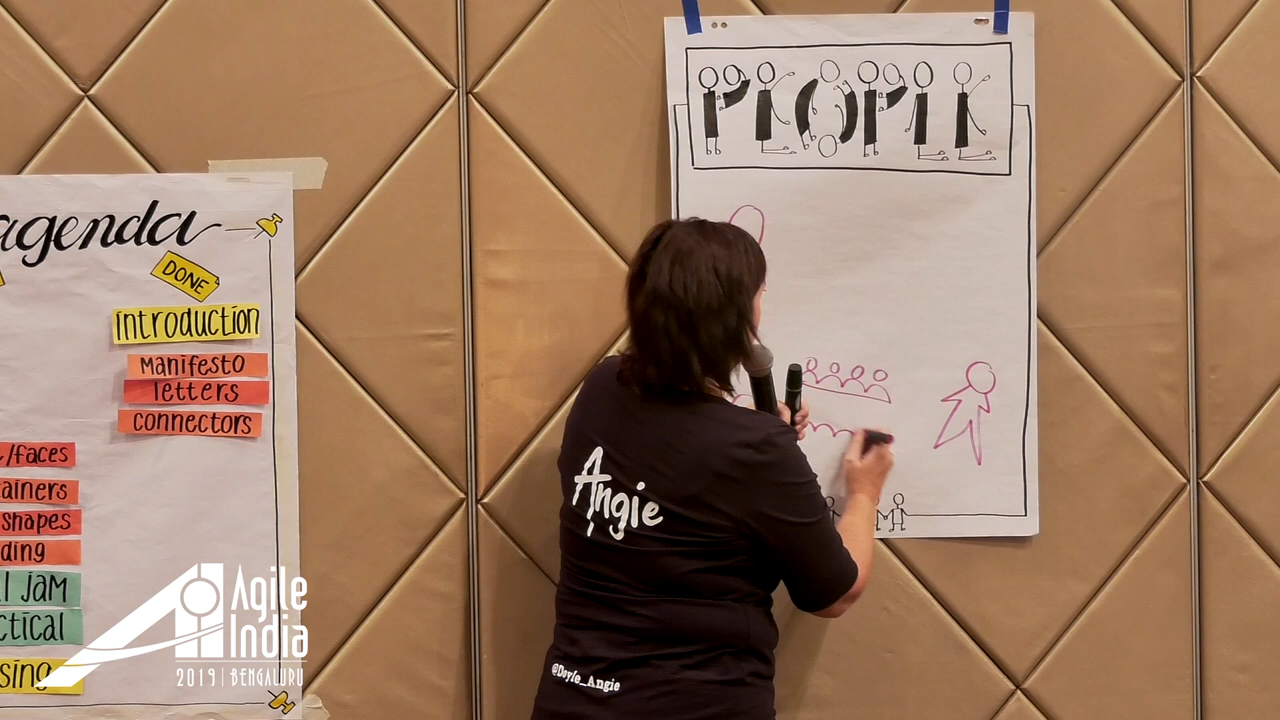 PEOPLE
agenda
DONE
introduction
manifesto
letters
connectors
/faces
ainers
shapes
ding
l jam
ctical
sing
Angie
@Doyle_Angie
Agile
India
2019 | BENGALURU